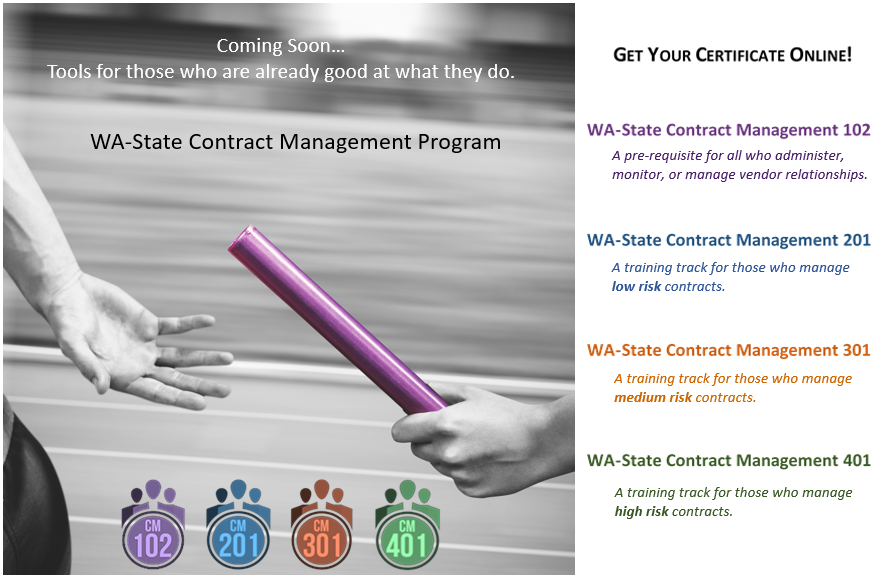 Coming Soon…
Tools for those who are already good at what they do.
WA-State Contract Management Program
CM
102
CM
201
CM
301
CM
401
GET YOUR CERTIFICATE ONLINE!
WA-State Contract Management 102
A pre-requisite for all who administer,
monitor, or manage vendor relationships.
WA-State Contract Management 201
A training track for those who manage
low risk contracts.
WA-State Contract Management 301
A training track for those who manage
medium risk contracts.
WA-State Contract Management 401
A training track for those who manage
high risk contracts.